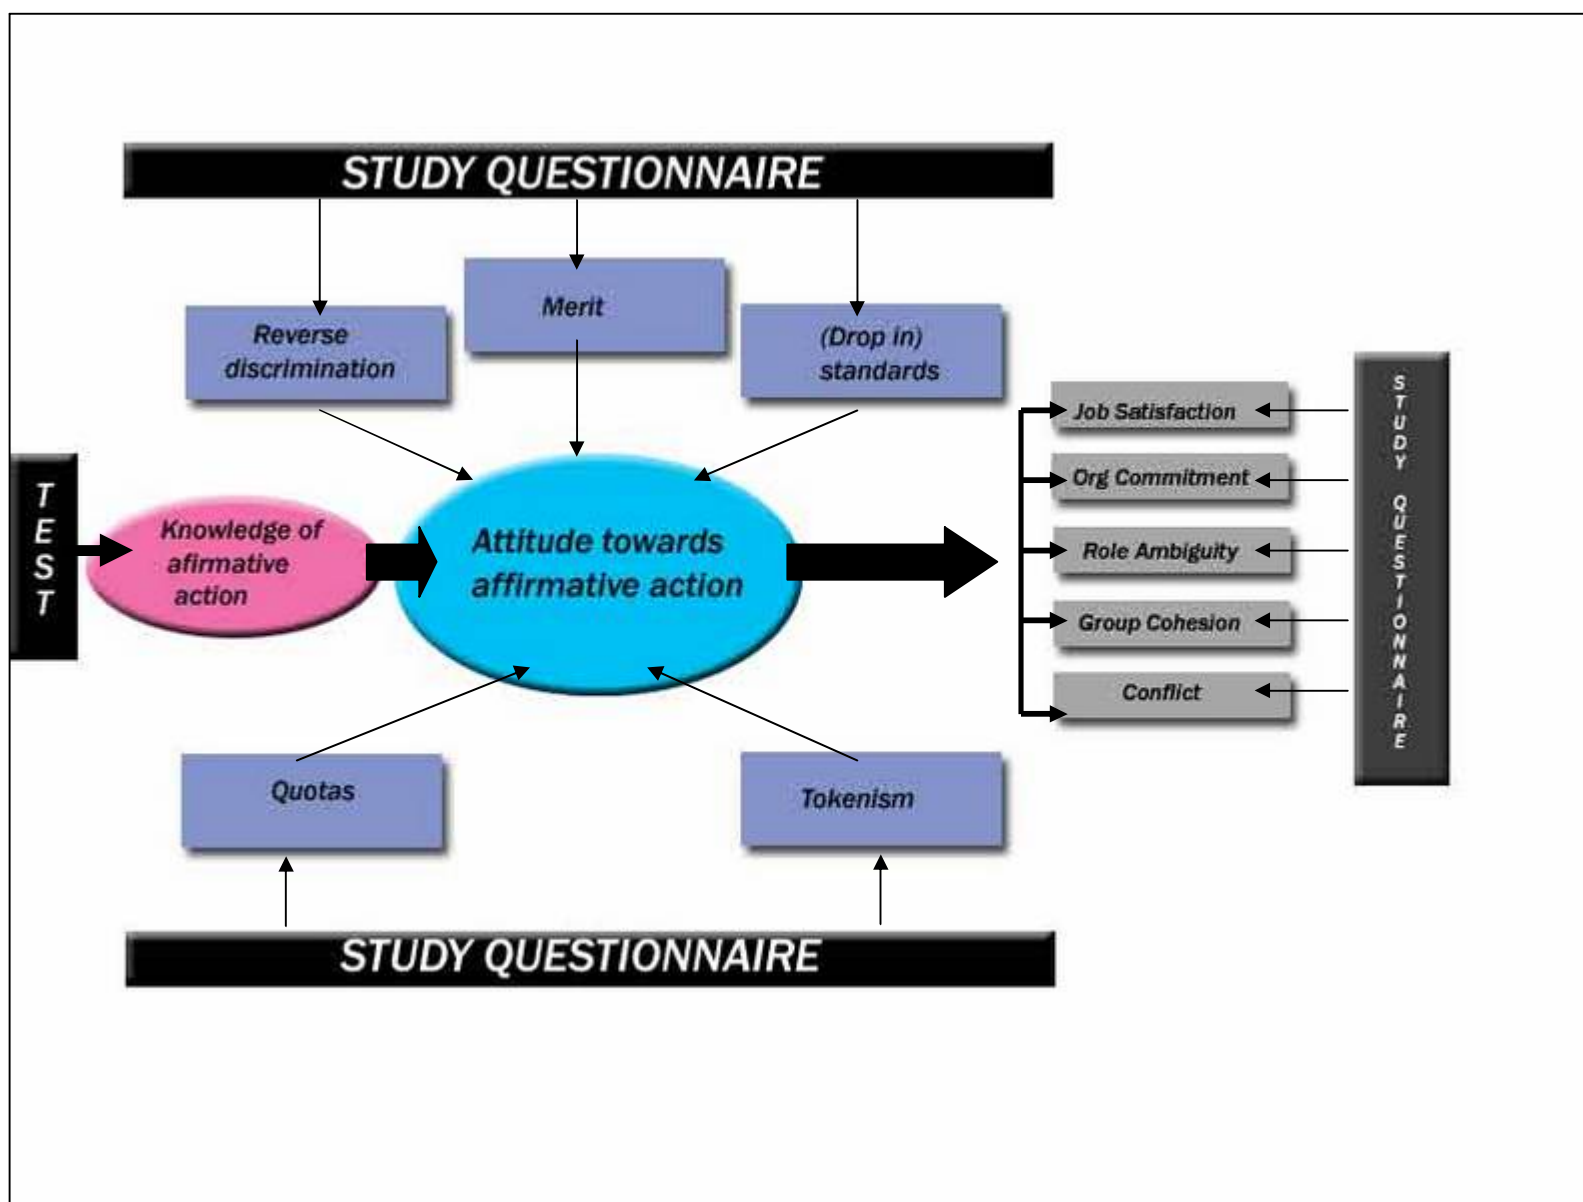 STUDY QUESTIONNAIRE
Merit
Reverse
discrimination
(Drop in)
standards
TEST
Knowledge of
afirmative
action
Attitude towards
affirmative action
Job Satisfaction
Org Commitment
Role Ambiguity
Group Cohesion
Conflict
STUDY QUESTIONNAIRE
Quotas
Tokenism
STUDY QUESTIONNAIRE